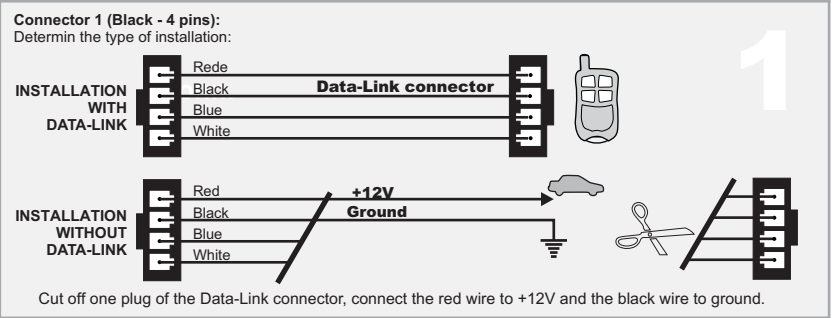 Connector 1 (Black - 4 pins):
Determin the type of installation:
1
INSTALLATION
WITH
DATA-LINK
Rede
Black
Blue
White
Data-Link connector
INSTALLATION
WITHOUT
DATA-LINK
Red
Black
Blue
White
+12V
Ground
Cut off one plug of the Data-Link connector, connect the red wire to +12V and the black wire to ground.